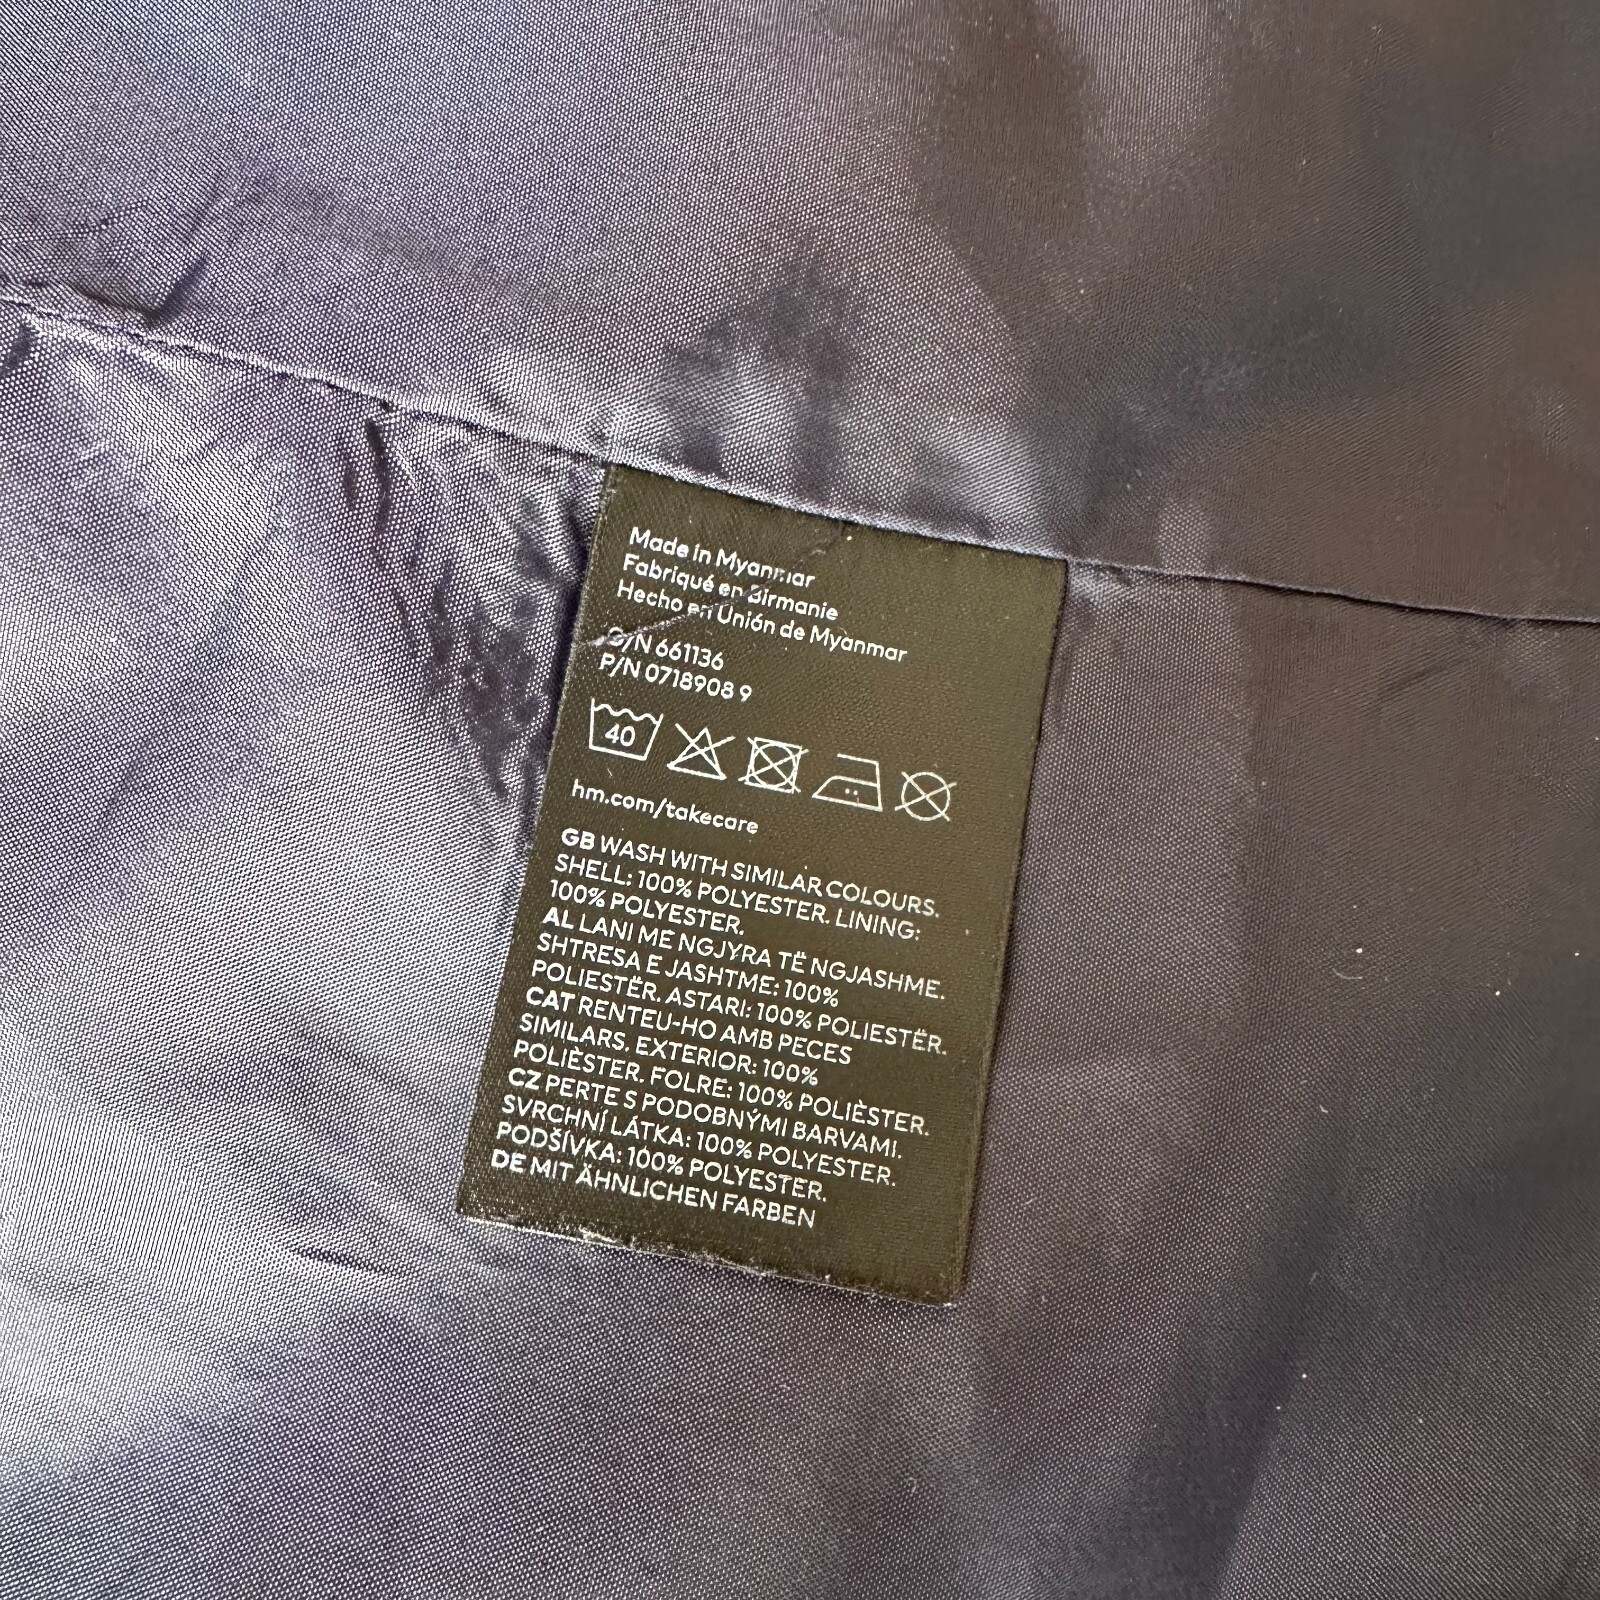 Made in Myanmar
Fabriqué en Birmanie
Hecho en Unión de Myanmar
O/N 661136
P/N 0718908 9
40
hm.com/takecare
GB WASH WITH SIMILAR COLOURS.
SHELL: 100% POLYESTER. LINING:
100% POLYESTER.
AL LANI ME NGJYRA TË NGJASHME.
SHTRESA E JASHTME: 100%
POLIESTËR. ASTARI: 100% POLIESTËR.
CAT RENTEU-HO AMB PECES
SIMILARS. EXTERIOR: 100%
POLIÈSTER. FOLRE: 100% POLIÈSTER.
CZ PERTE S PODOBNÝMI BARVAMI.
SVRCHNÍ LÁTKA: 100% POLYESTER.
PODŠÍVKA: 100% POLYESTER.
DE MIT ÄHNLICHEN FARBEN